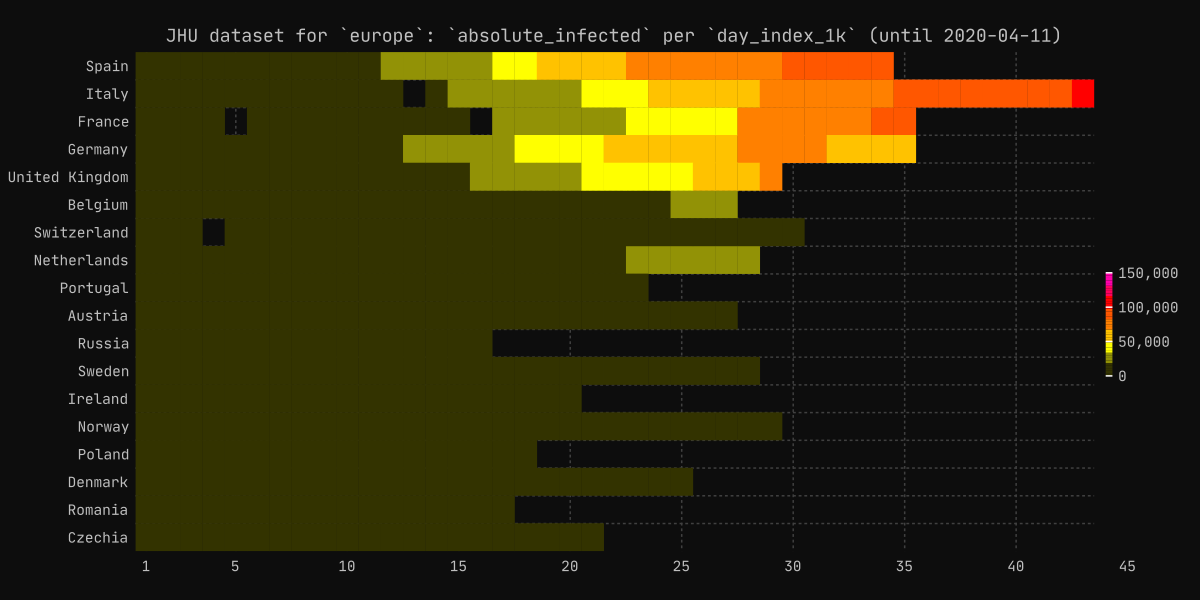 JHU dataset for `europe`: `absolute_infected` per `day_index_1k` (until 2020-04-11)
Spain
Italy
France
Germany
United Kingdom
Belgium
Switzerland
Netherlands
Portugal
Austria
Russia
Sweden
Ireland
Norway
Poland
Denmark
Romania
Czechia
150,000
100,000
50,000
0
1 5 10 15 20 25 30 35 40 45